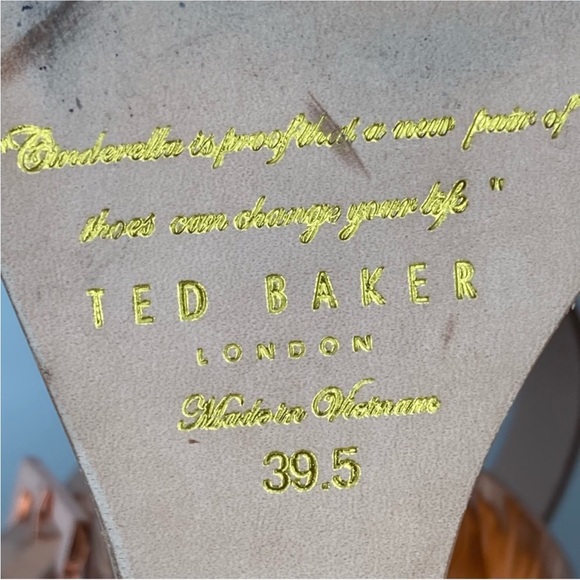 "Cinderella is proof that a new pair of
shoes can change your life"
TED BAKER
LONDON
Made in Vietnam
39.5